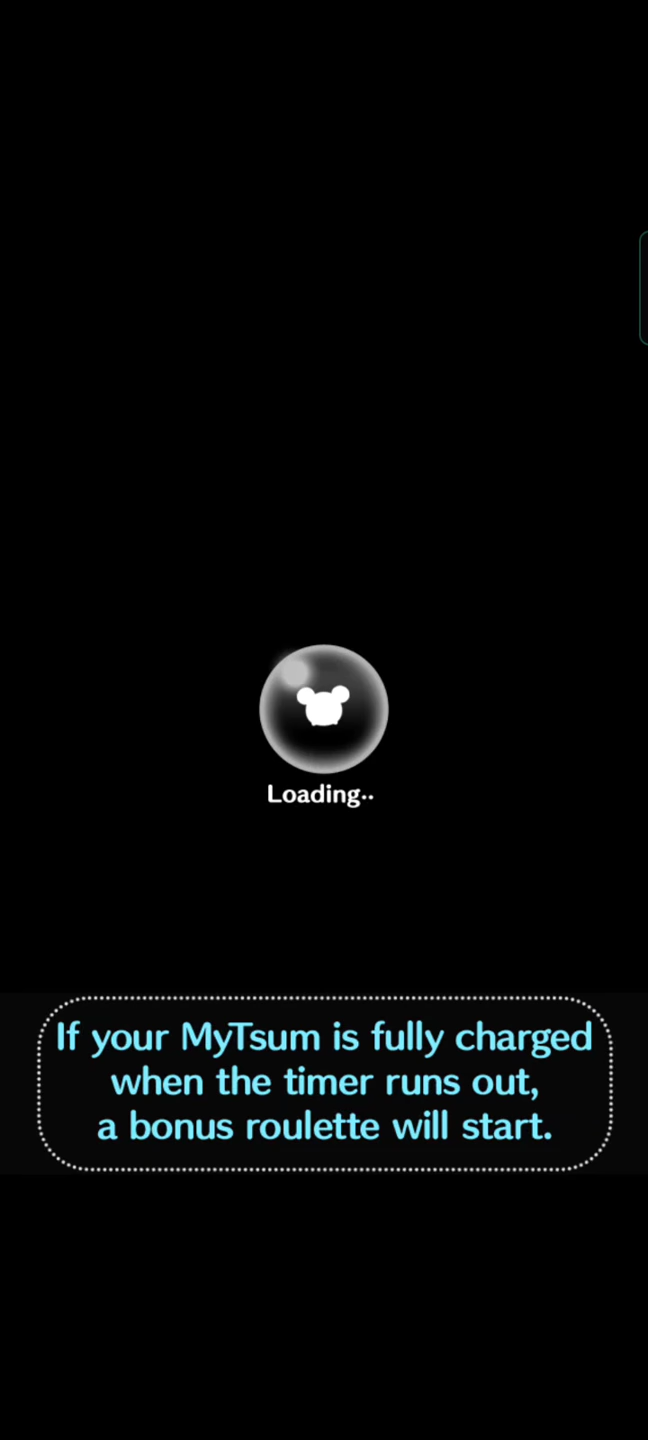 Loading..
If your MyTsum is fully charged
when the timer runs out,
a bonus roulette will start.